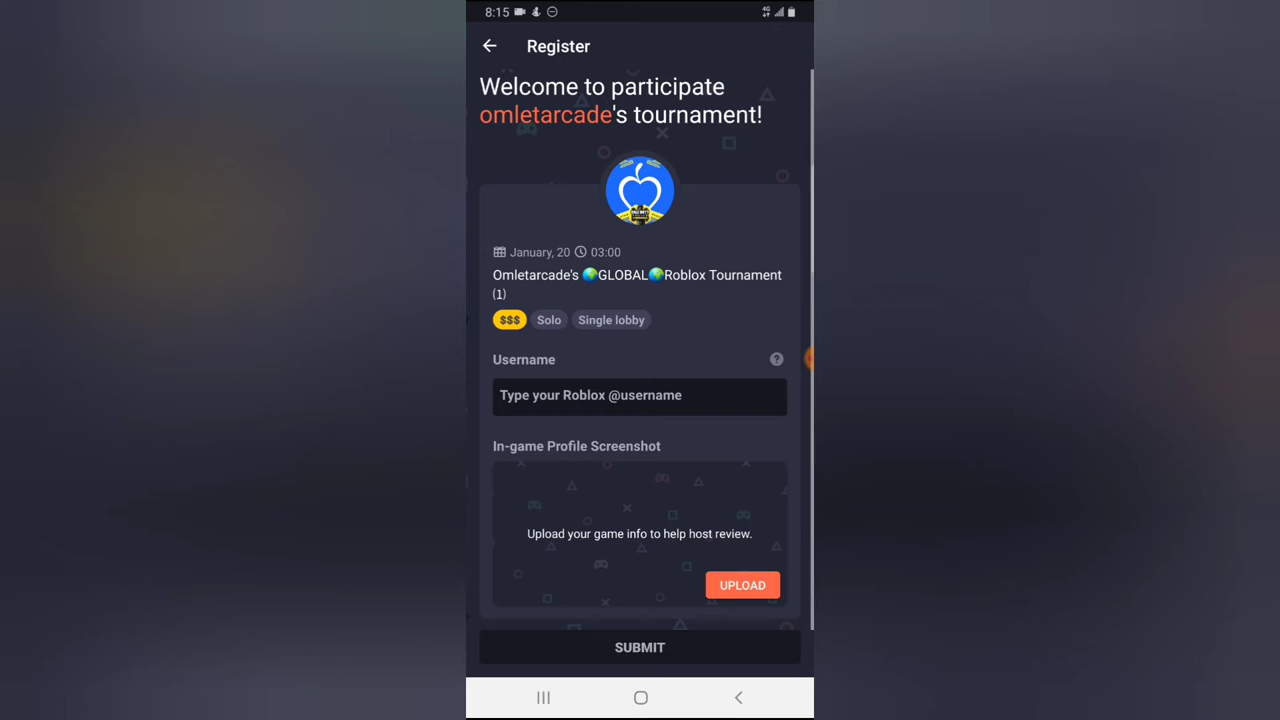 8:15
4G
Register
Welcome to participate
omletarcade's tournament!
January, 20 03:00
Omletarcade's 🌍GLOBAL🌍Roblox Tournament
(1)
$$$ Solo Single lobby
Username ?
Type your Roblox @username
In-game Profile Screenshot
Upload your game info to help host review.
UPLOAD
SUBMIT